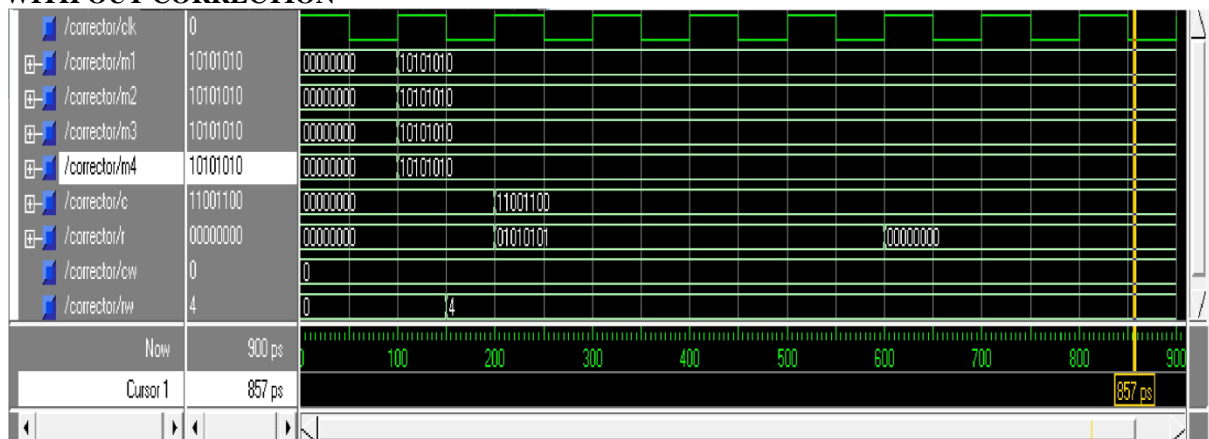 WITHOUT CORRECTION
/corrector/clk 0
/corrector/m1 10101010 00000000 10101010
/corrector/m2 10101010 00000000 10101010
/corrector/m3 10101010 00000000 10101010
/corrector/m4 10101010 00000000 10101010
/corrector/c 11001100 00000000 11001100
/corrector/r 00000000 00000000 01010101 00000000
/corrector/cw 0 0
/corrector/rw 4 0 4
Now 900 ps 0 100 200 300 400 500 600 700 800 900
Cursor 1 857 ps 857 ps